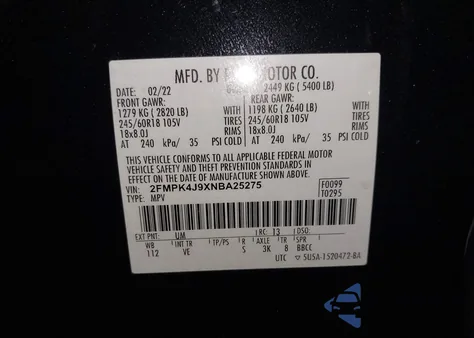 MFD. BY MOTOR CO.
DATE: 02/22 2449 KG ( 5400 LB)
FRONT GAWR: REAR GAWR:
1279 KG ( 2820 LB) WITH 1198 KG ( 2640 LB) WITH
245/60R18 105V TIRES 245/60R18 105V TIRES
18x8.0J RIMS 18x8.0J RIMS
AT 240 kPa/ 35 PSI COLD AT 240 kPa/ 35 PSI COLD
THIS VEHICLE CONFORMS TO ALL APPLICABLE FEDERAL MOTOR
VEHICLE SAFETY AND THEFT PREVENTION STANDARDS IN
EFFECT ON THE DATE OF MANUFACTURE SHOWN ABOVE.
VIN: 2FMPK4J9XNBA25275 F0099
TYPE: MPV T0295
EXT PNT: UM RC: 13 DSO:
WB INT TR TP/PS R AXLE TR SPR
112 VE S 3K 8 BBCC
UTC 5U5A-1520472-BA